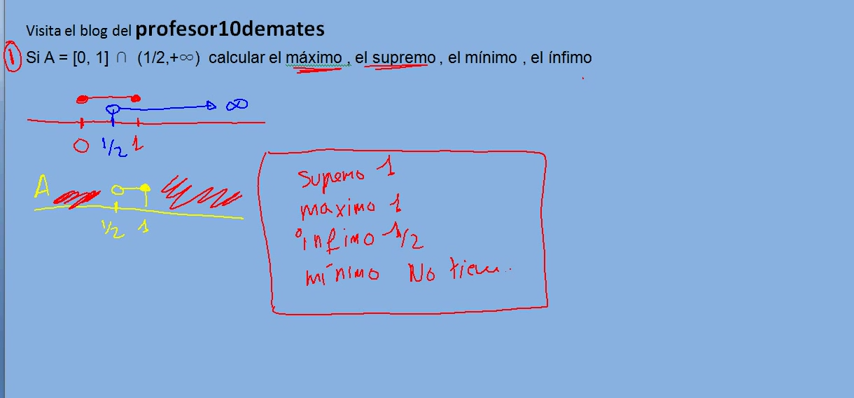 Visita el blog del profesor10demates
1 Si A = [0, 1] ∩ (1/2,+∞) calcular el máximo , el supremo , el mínimo , el ínfimo
∞
0 1/2 1
A
1/2 1
Supremo 1
maximo 1
infimo 1/2
mínimo No tiene.